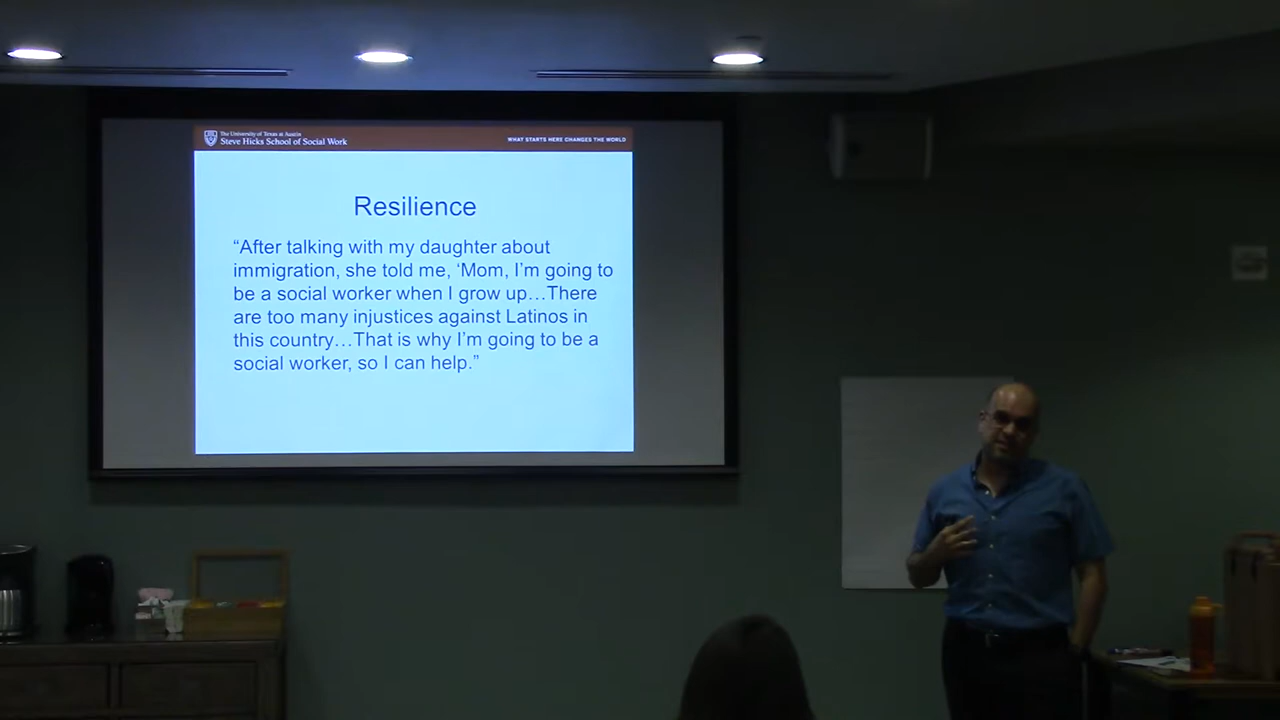 The University of Texas at Austin
Steve Hicks School of Social Work
WHAT STARTS HERE CHANGES THE WORLD
Resilience
“After talking with my daughter about
immigration, she told me, ‘Mom, I’m going to
be a social worker when I grow up…There
are too many injustices against Latinos in
this country…That is why I’m going to be a
social worker, so I can help.”